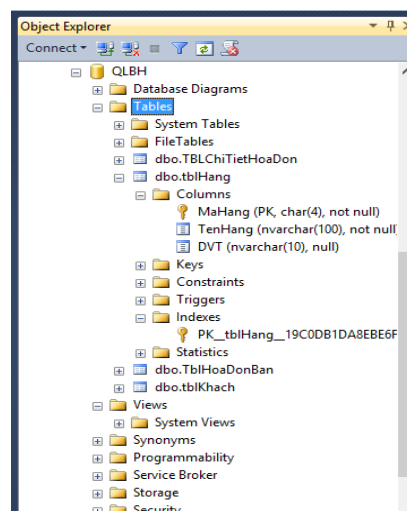 Object Explorer
Connect
QLBH
Database Diagrams
Tables
System Tables
FileTables
dbo.TBLChiTietHoaDon
dbo.tblHang
Columns
MaHang (PK, char(4), not null)
TenHang (nvarchar(100), not null
DVT (nvarchar(10), null)
Keys
Constraints
Triggers
Indexes
PK__tblHang__19C0DB1DA8EBE6F
Statistics
dbo.TblHoaDonBan
dbo.tblKhach
Views
System Views
Synonyms
Programmability
Service Broker
Storage
Security